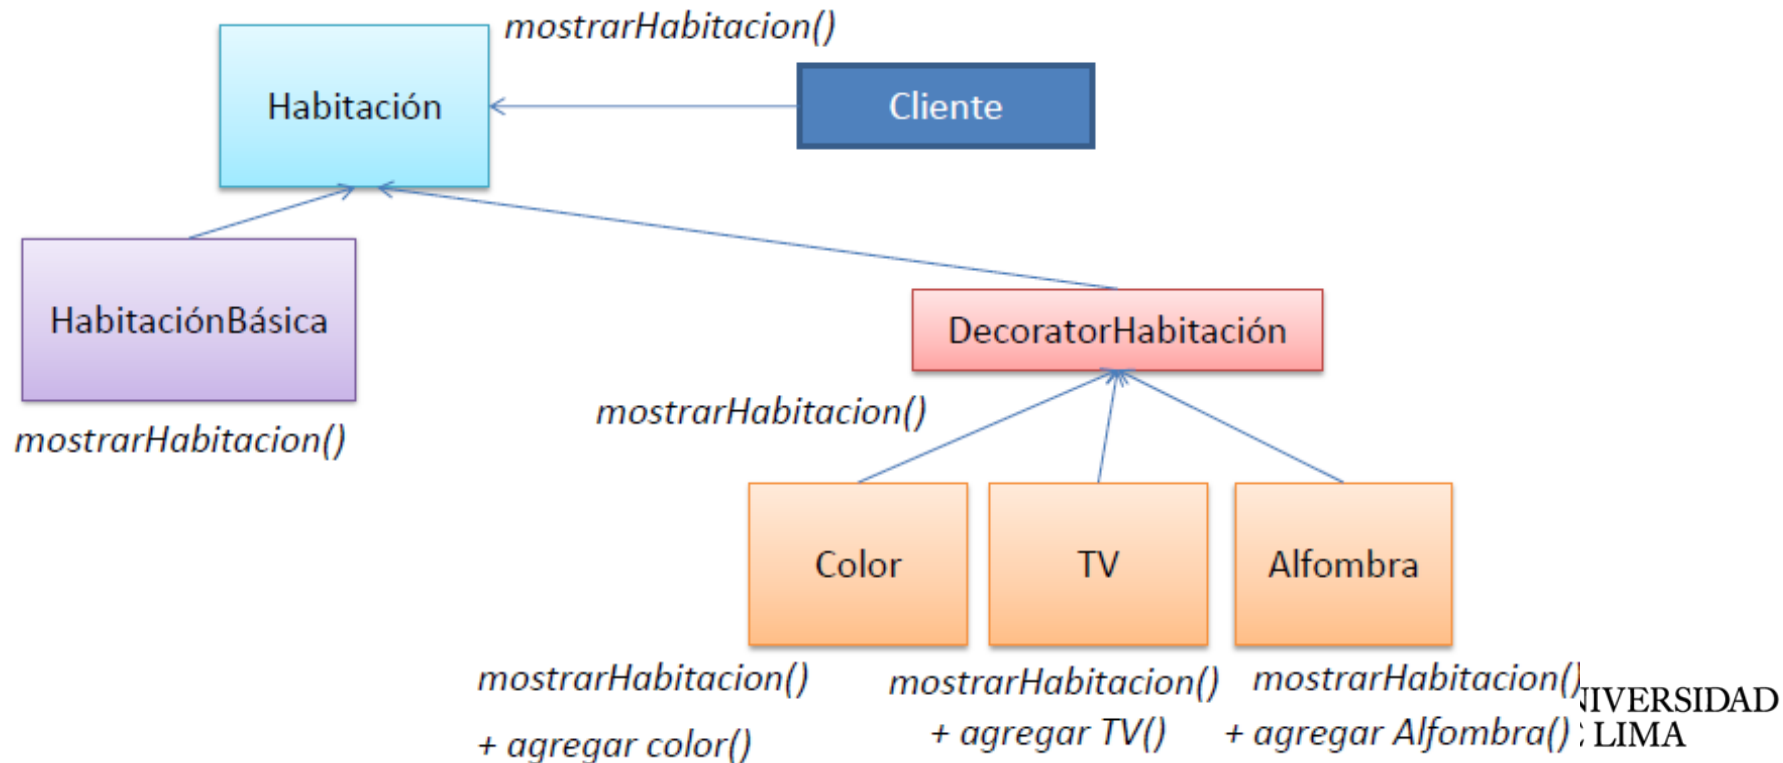 mostrarHabitacion()
Habitación
Cliente
HabitaciónBásica
DecoratorHabitación
mostrarHabitacion()
mostrarHabitacion()
Color
TV
Alfombra
mostrarHabitacion()
mostrarHabitacion()
mostrarHabitacion()
+ agregar color()
+ agregar TV()
+ agregar Alfombra()
NIVERSIDAD
LIMA